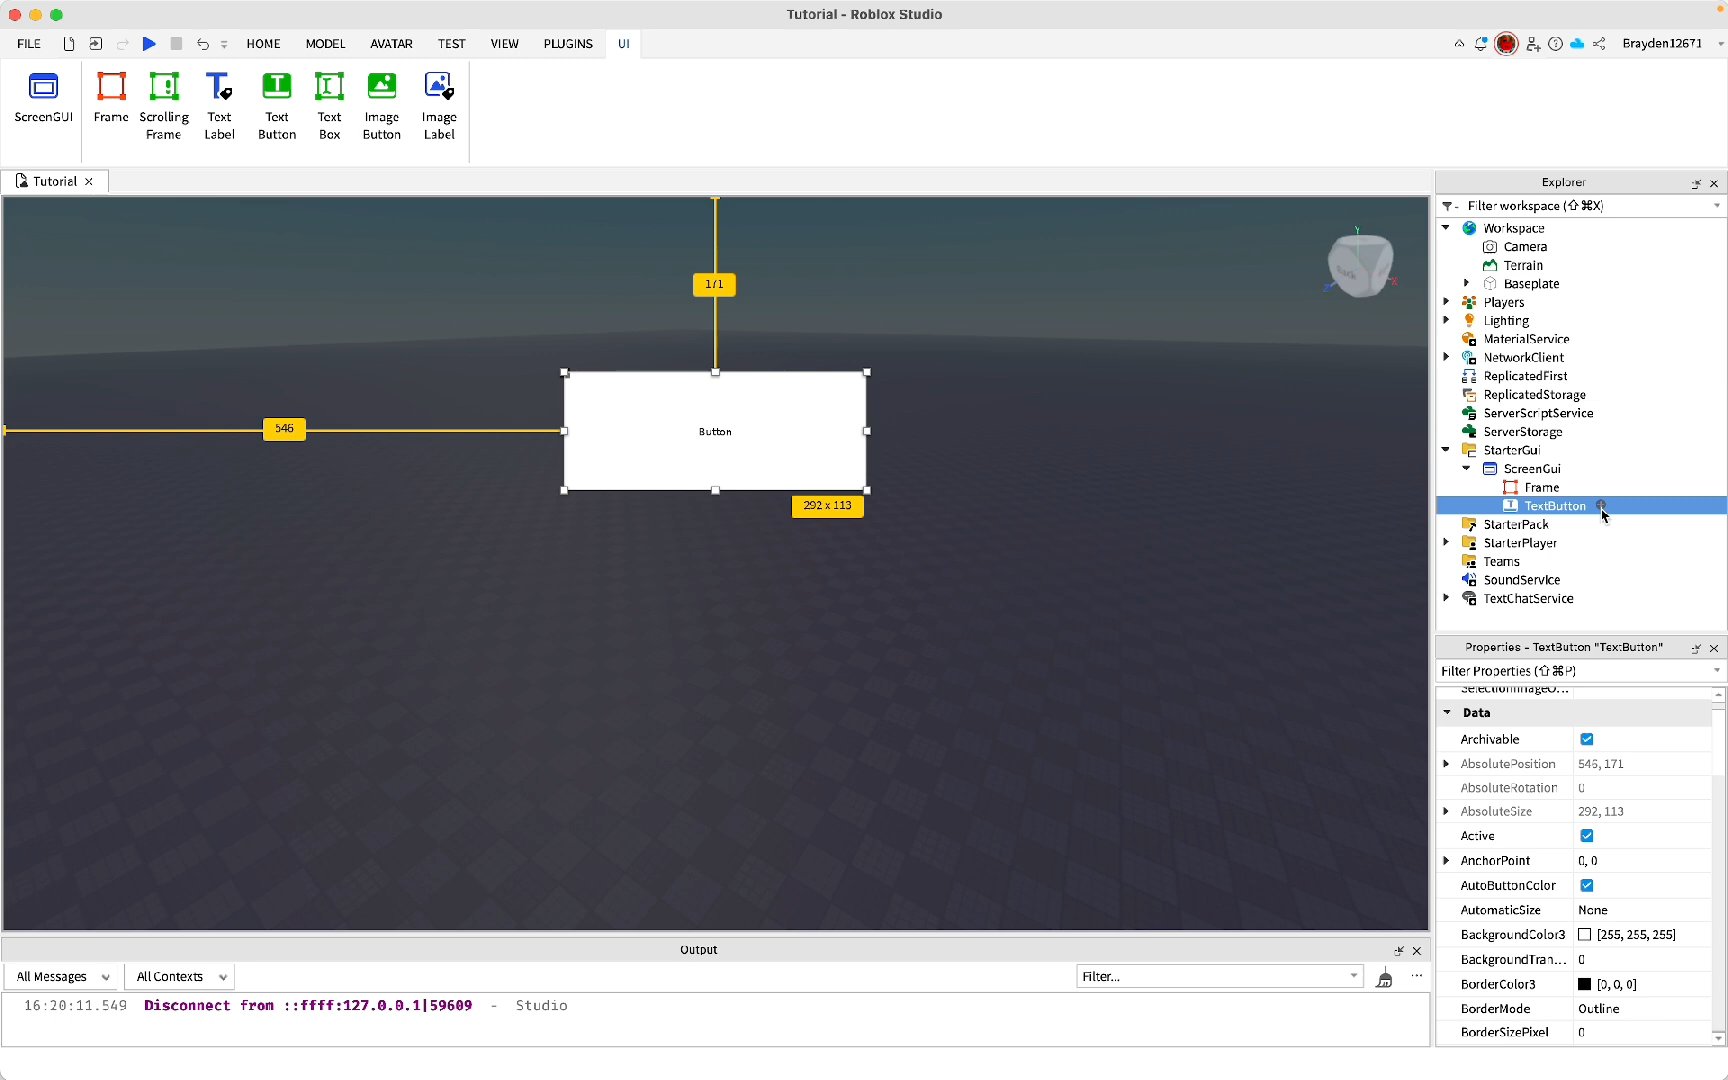 Tutorial - Roblox Studio
FILE HOME MODEL AVATAR TEST VIEW PLUGINS UI Brayden12671
ScreenGUI Frame Scrolling Frame Text Label Text Button Text Box Image Button Image Label
Tutorial
171
546
Button
292 x 113
Explorer
Filter workspace (⇧⌘X)
Workspace
Camera
Terrain
Baseplate
Players
Lighting
MaterialService
NetworkClient
ReplicatedFirst
ReplicatedStorage
ServerScriptService
ServerStorage
StarterGui
ScreenGui
Frame
TextButton
StarterPack
StarterPlayer
Teams
SoundService
TextChatService
Properties - TextButton "TextButton"
Filter Properties (⇧⌘P)
SelectionImageO...
Data
Archivable
AbsolutePosition 546, 171
AbsoluteRotation 0
AbsoluteSize 292, 113
Active
AnchorPoint 0, 0
AutoButtonColor
AutomaticSize None
BackgroundColor3 [255, 255, 255]
BackgroundTran... 0
BorderColor3 [0, 0, 0]
BorderMode Outline
BorderSizePixel 0
Output
All Messages All Contexts Filter... ...
16:20:11.549 Disconnect from ::ffff:127.0.0.1|59609 - Studio